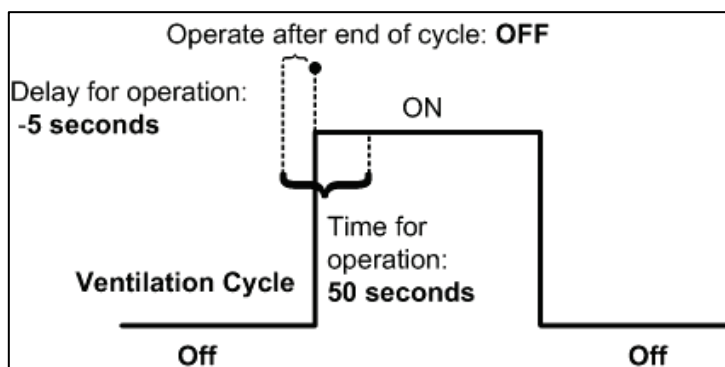 Operate after end of cycle: OFF
Delay for operation:
-5 seconds
ON
Time for
operation:
50 seconds
Ventilation Cycle
Off
Off